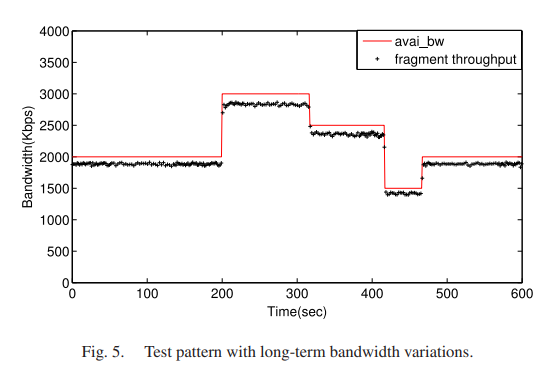 4000
3500
3000
2500
2000
1500
1000
500
0
Bandwidth(Kbps)
avai_bw
fragment throughput
0 100 200 300 400 500 600
Time(sec)
Fig. 5. Test pattern with long-term bandwidth variations.